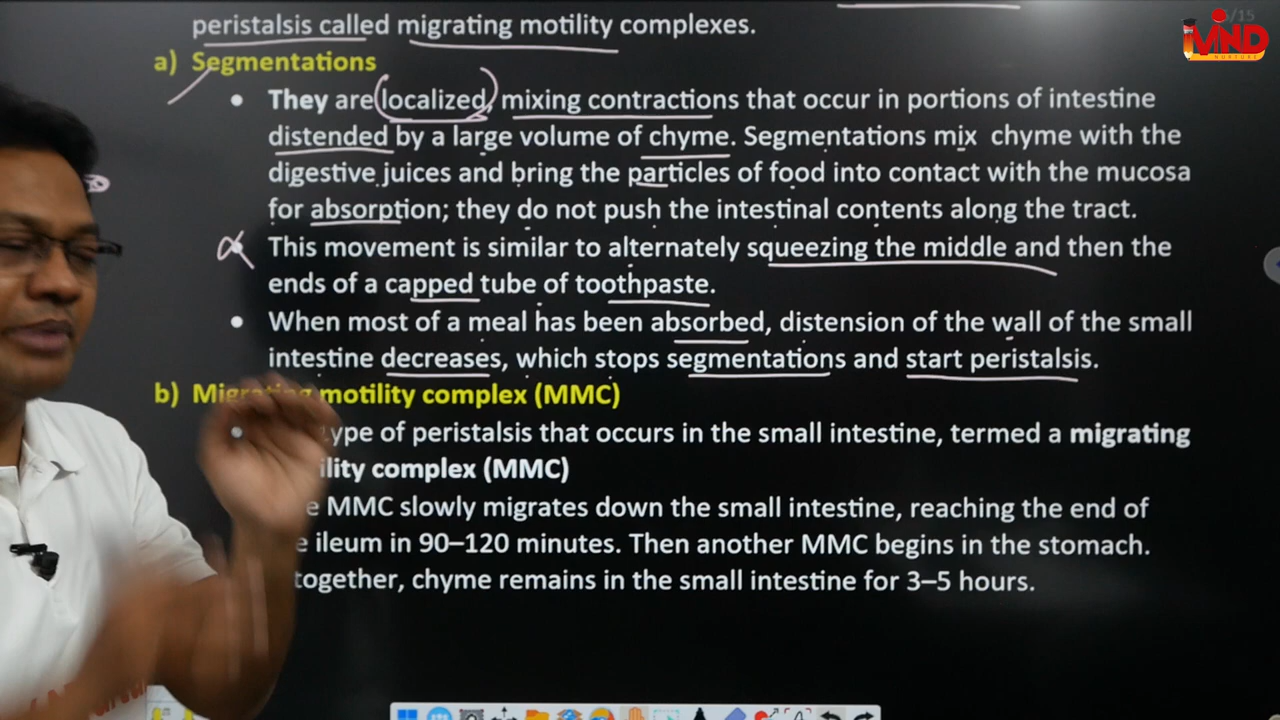 peristalsis called migrating motility complexes.
/15
MND
NURTURE
a) Segmentations
• They are localized, mixing contractions that occur in portions of intestine
distended by a large volume of chyme. Segmentations mix chyme with the
digestive juices and bring the particles of food into contact with the mucosa
for absorption; they do not push the intestinal contents along the tract.
This movement is similar to alternately squeezing the middle and then the
ends of a capped tube of toothpaste.
• When most of a meal has been absorbed, distension of the wall of the small
intestine decreases, which stops segmentations and start peristalsis.
b) Migrating motility complex (MMC)
• ype of peristalsis that occurs in the small intestine, termed a migrating
ility complex (MMC)
e MMC slowly migrates down the small intestine, reaching the end of
e ileum in 90–120 minutes. Then another MMC begins in the stomach.
together, chyme remains in the small intestine for 3–5 hours.